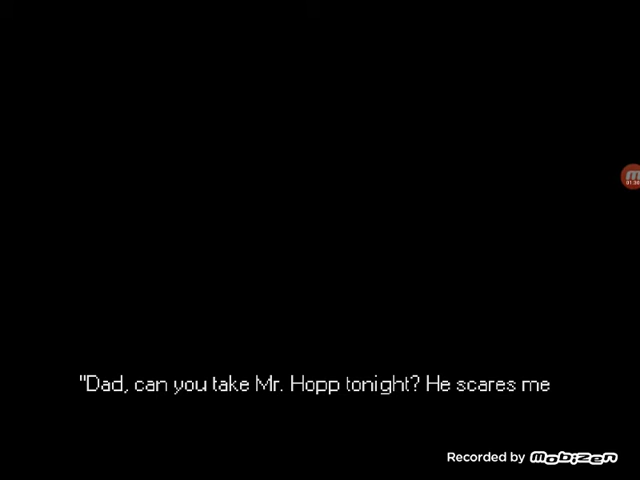 "Dad, can you take Mr. Hopp tonight? He scares me
Recorded by mobizen